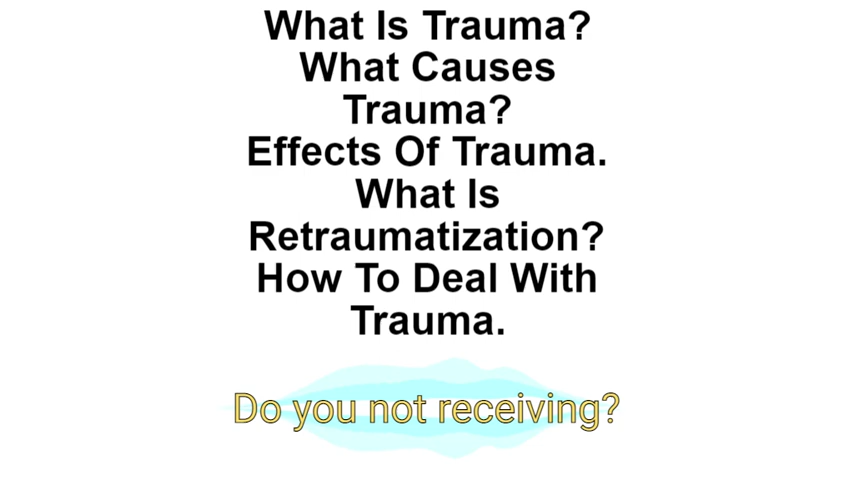 What Is Trauma?
What Causes
Trauma?
Effects Of Trauma.
What Is
Retraumatization?
How To Deal With
Trauma.
Do you not receiving?